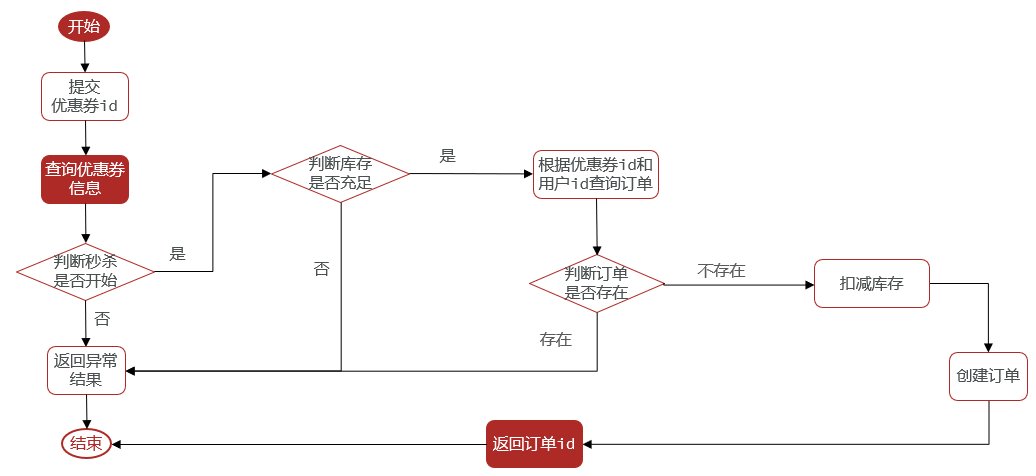 开始
提交
优惠券id
查询优惠券
信息
判断秒杀
是否开始
是
否
判断库存
是否充足
是
否
根据优惠券id和
用户id查询订单
判断订单
是否存在
不存在
存在
扣减库存
创建订单
返回异常
结果
返回订单id
结束